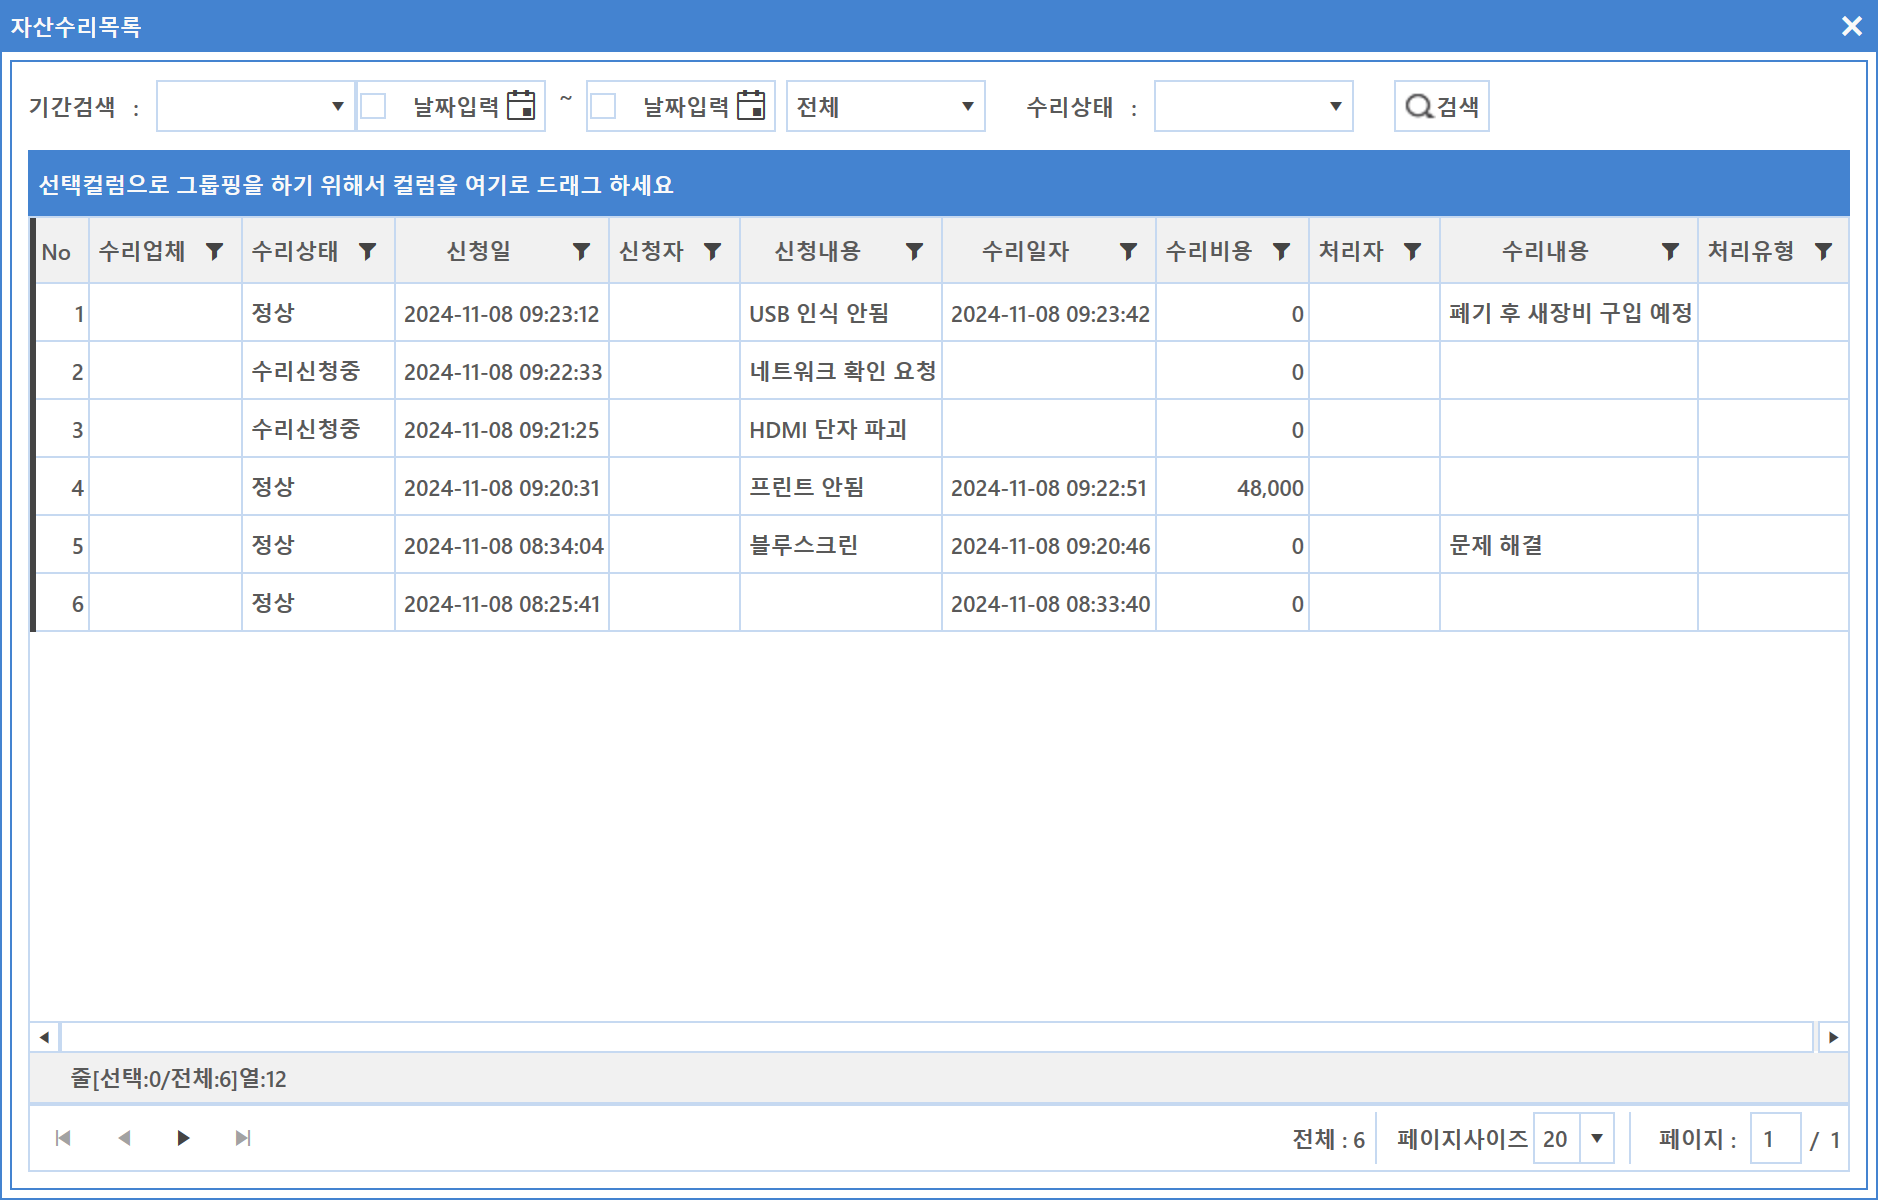 자산수리목록
기간검색 : 날짜입력 ~ 날짜입력 전체 수리상태 : 검색
선택컬럼으로 그룹핑을 하기 위해서 컬럼을 여기로 드래그 하세요
No 수리업체 수리상태 신청일 신청자 신청내용 수리일자 수리비용 처리자 수리내용 처리유형
1 정상 2024-11-08 09:23:12 USB 인식 안됨 2024-11-08 09:23:42 0 폐기 후 새장비 구입 예정
2 수리신청중 2024-11-08 09:22:33 네트워크 확인 요청 0
3 수리신청중 2024-11-08 09:21:25 HDMI 단자 파괴 0
4 정상 2024-11-08 09:20:31 프린트 안됨 2024-11-08 09:22:51 48,000
5 정상 2024-11-08 08:34:04 블루스크린 2024-11-08 09:20:46 0 문제 해결
6 정상 2024-11-08 08:25:41 2024-11-08 08:33:40 0
줄[선택:0/전체:6]열:12
전체 : 6 페이지사이즈 20 페이지 : 1 / 1